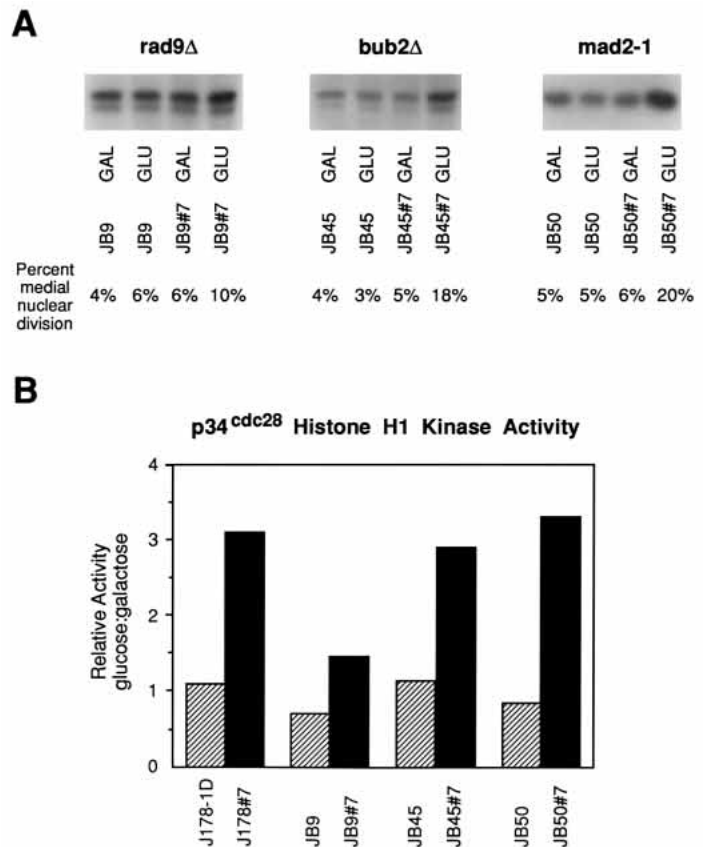 A
rad9Δ bub2Δ mad2-1
GAL GLU GAL GLU GAL GLU GAL GLU GAL GLU GAL GLU
JB9 JB9 JB9#7 JB9#7 JB45 JB45 JB45#7 JB45#7 JB50 JB50 JB50#7 JB50#7
Percent
medial
nuclear
division
4% 6% 6% 10% 4% 3% 5% 18% 5% 5% 6% 20%
B
p34cdc28 Histone H1 Kinase Activity
Relative Activity
glucose:galactose
4
3
2
1
0
J178-1D J178#7 JB9 JB9#7 JB45 JB45#7 JB50 JB50#7